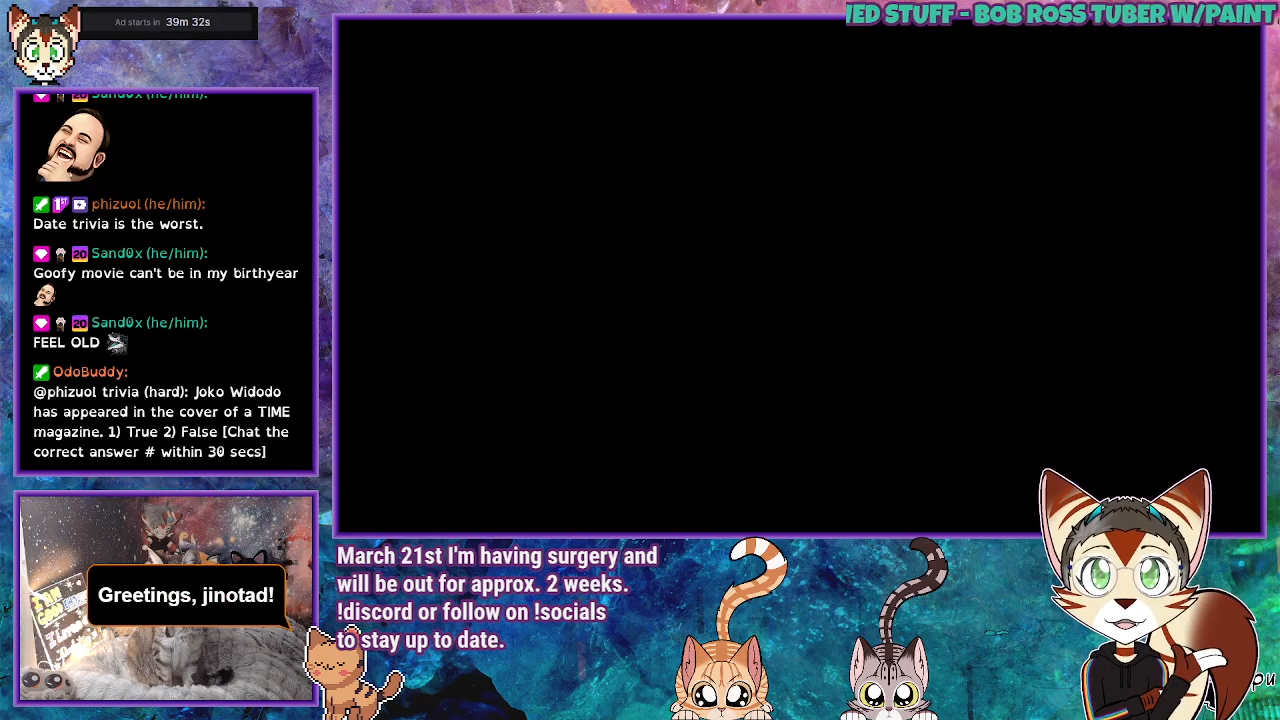 Ad starts in 39m 32s
IED STUFF - BOB ROSS TUBER W/PAINT
Sand0x (he/him):
phizuol (he/him):
Date trivia is the worst.
Sand0x (he/him):
Goofy movie can't be in my birthyear
Sand0x (he/him):
FEEL OLD
OdoBuddy:
@phizuol trivia (hard): Joko Widodo
has appeared in the cover of a TIME
magazine. 1) True 2) False [Chat the
correct answer # within 30 secs]
Greetings, jinotad!
March 21st I'm having surgery and
will be out for approx. 2 weeks.
!discord or follow on !socials
to stay up to date.